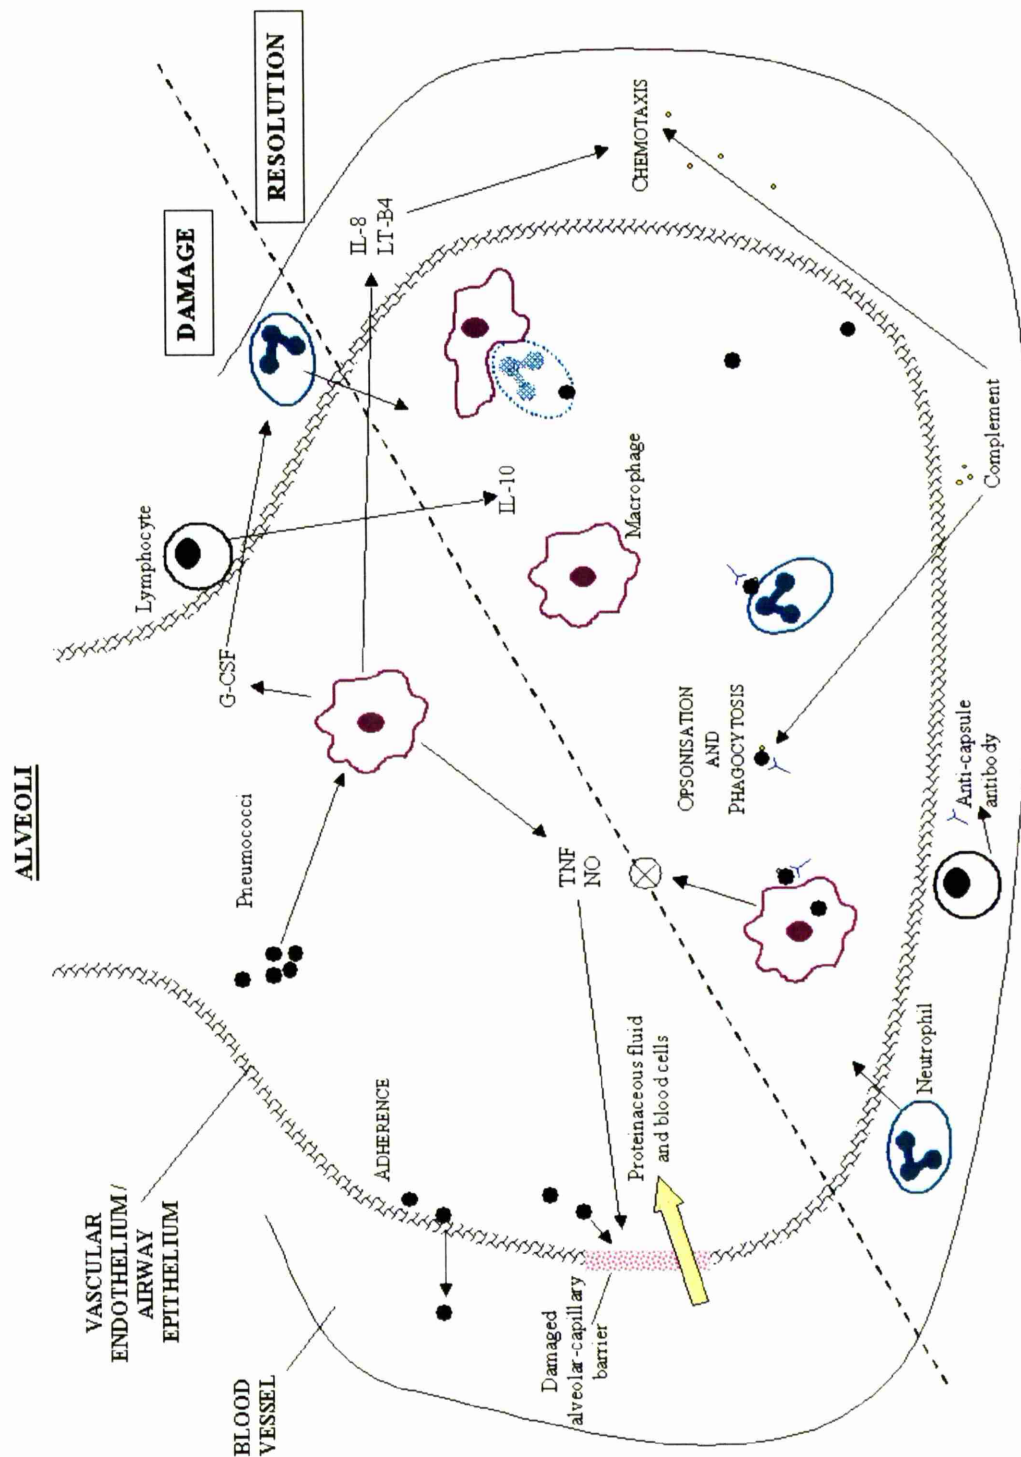 ALVEOLI
VASCULAR
ENDOTHELIUM /
AIRWAY
EPITHELIUM
BLOOD
VESSEL
Pneumococci
G-CSF
Lymphocyte
DAMAGE
RESOLUTION
ADHERENCE
IL-8
LT-B4
IL-10
TNF
NO
Damaged
alveolar-capillary
barrier
Proteinaceous fluid
and blood cells
Macrophage
CHEMOTAXIS
OPSONISATION
AND
PHAGOCYTOSIS
Neutrophil
Anti-capsule
antibody
Complement